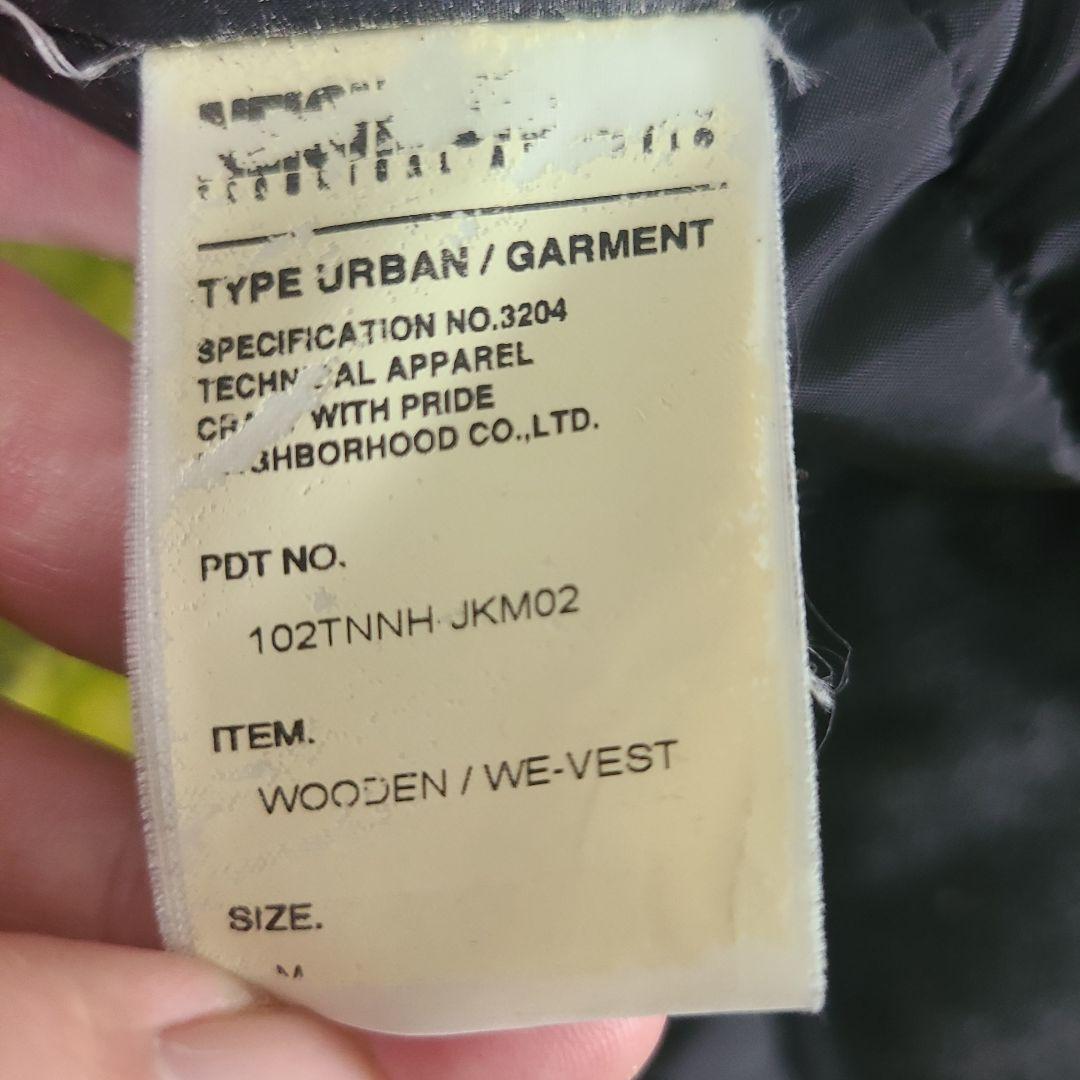 TYPE URBAN / GARMENT
SPECIFICATION NO.3204
APPAREL
WITH PRIDE
CO.,LTD.
PDT NO.
102TNNH-JKM02
ITEM.
WOODEN / WE-VEST
SIZE.
M